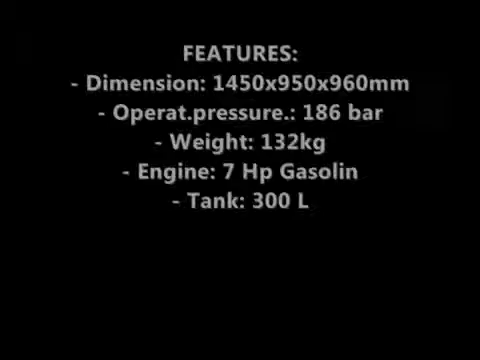 FEATURES:
- Dimension: 1450x950x960mm
- Operat.pressure.: 186 bar
- Weight: 132kg
- Engine: 7 Hp Gasolin
- Tank: 300 L